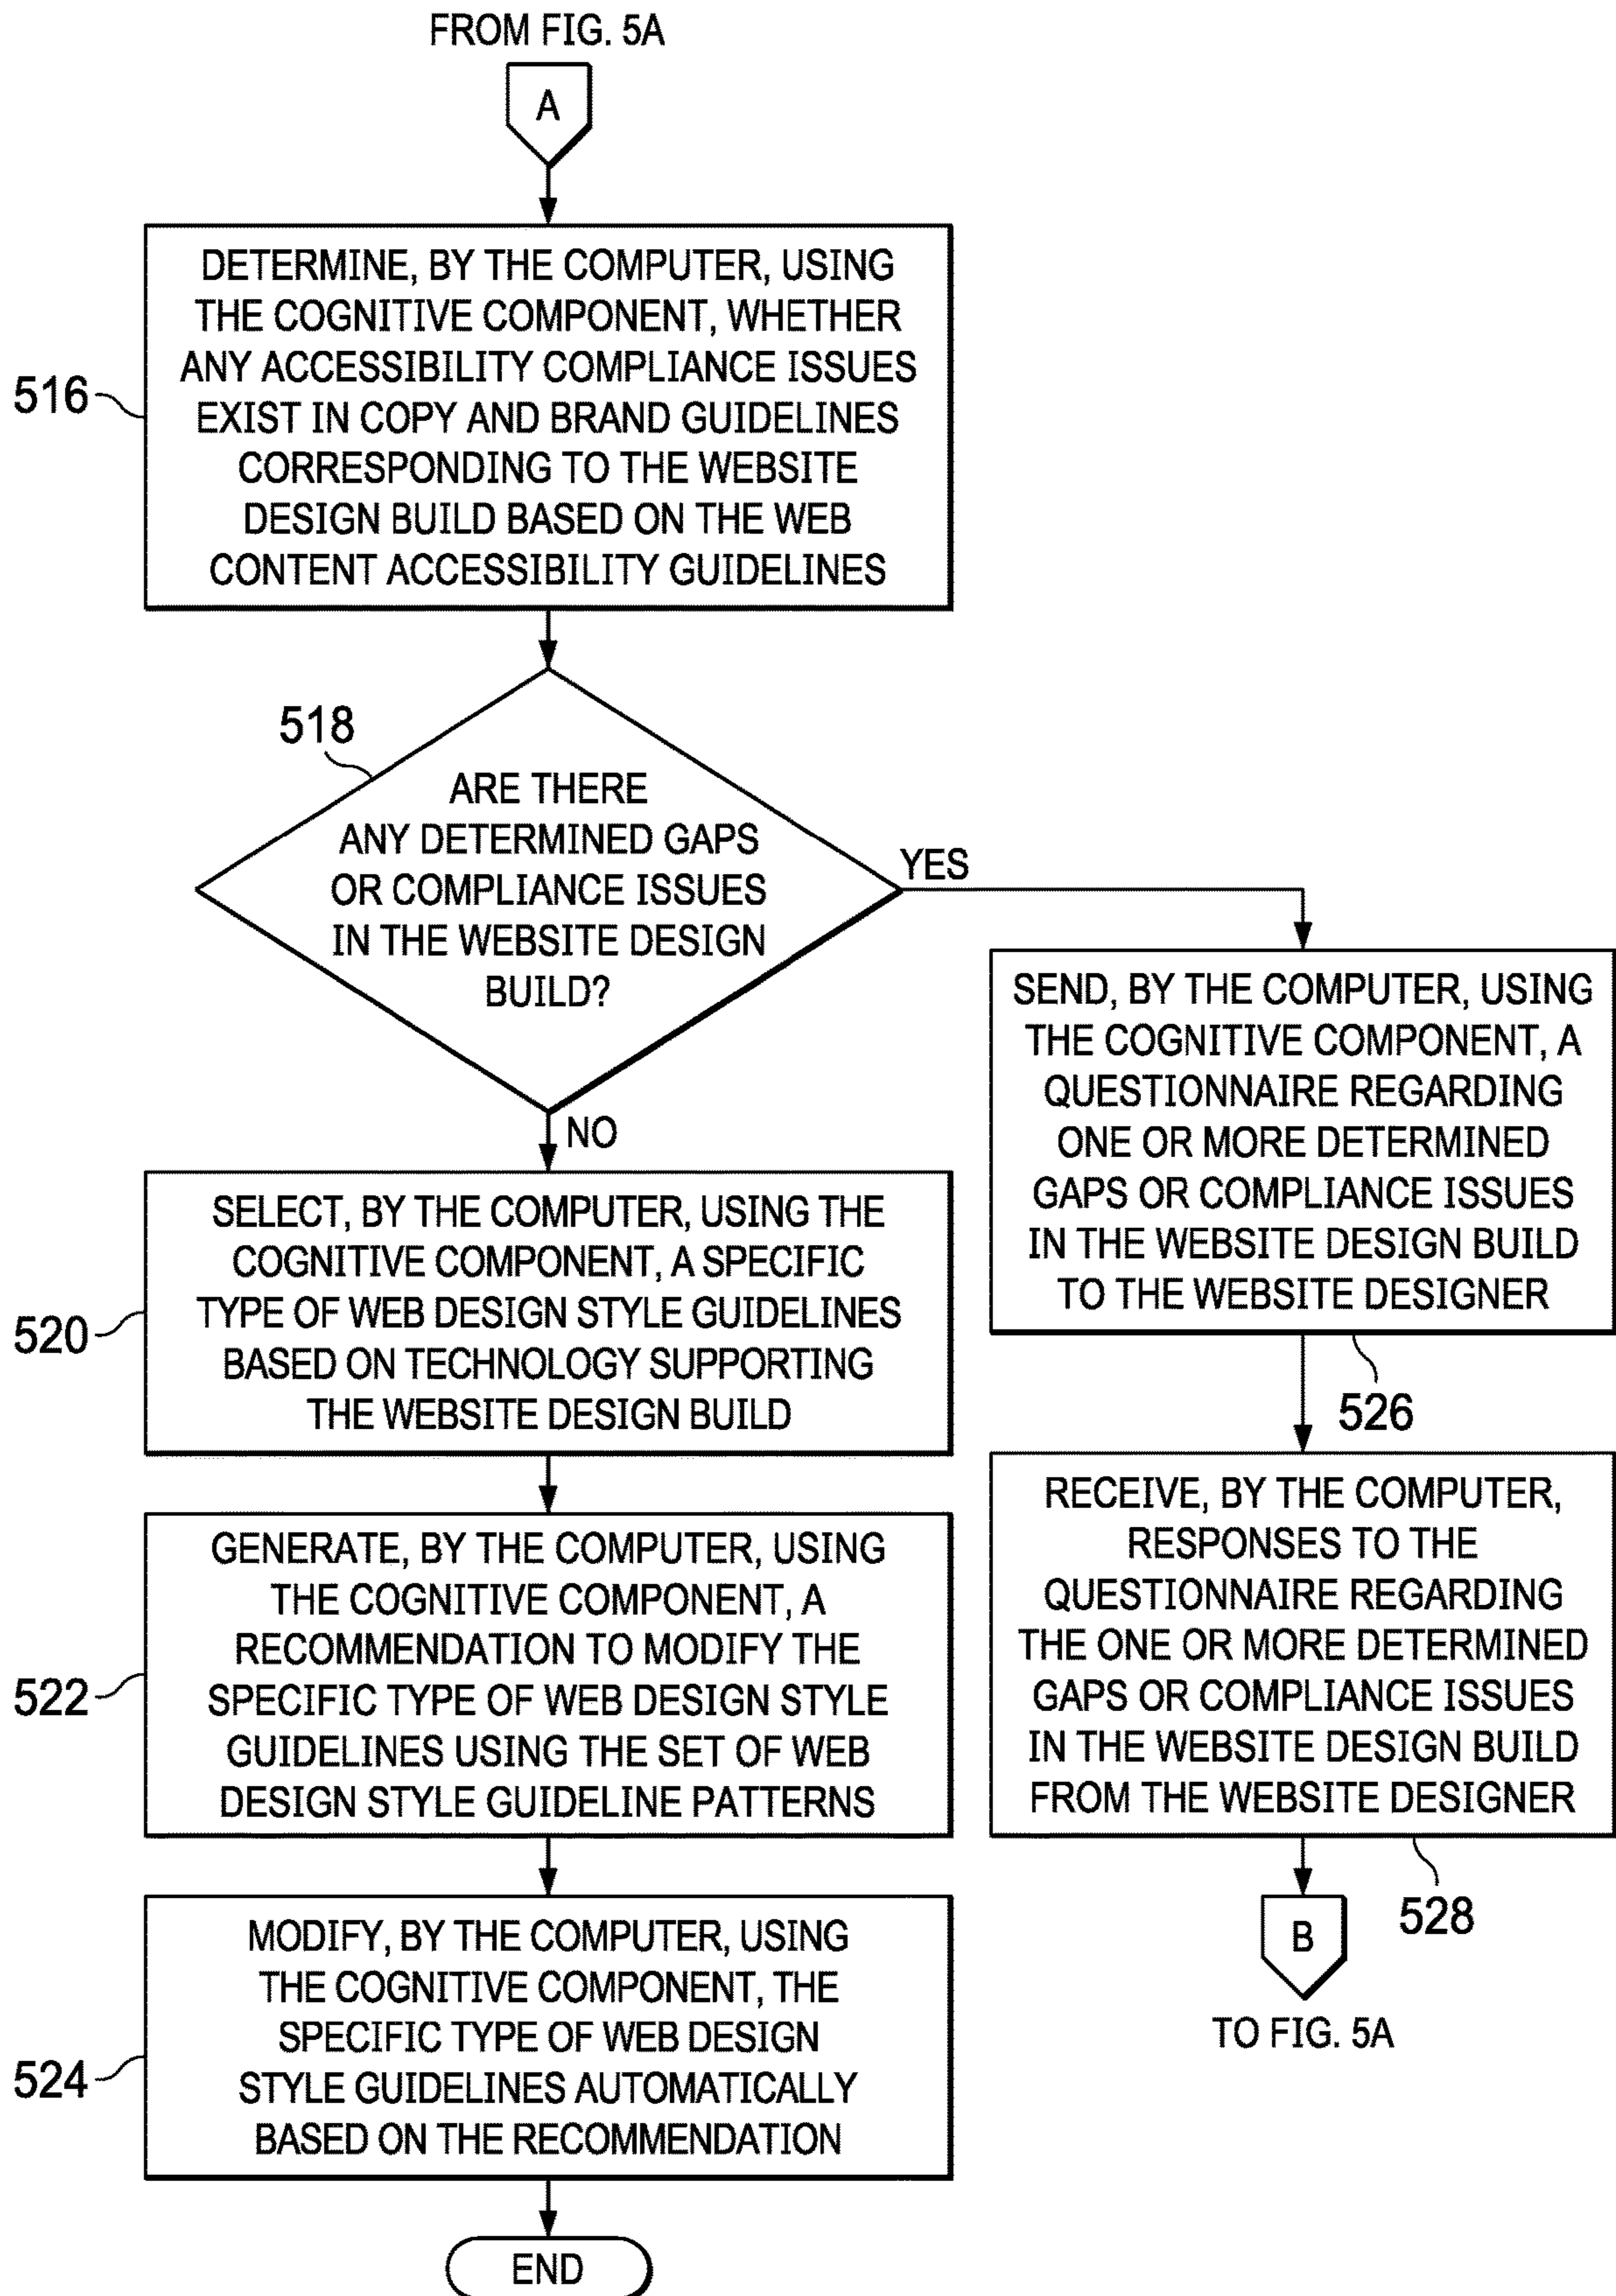 FROM FIG. 5A
A
DETERMINE, BY THE COMPUTER, USING
THE COGNITIVE COMPONENT, WHETHER
ANY ACCESSIBILITY COMPLIANCE ISSUES
EXIST IN COPY AND BRAND GUIDELINES
CORRESPONDING TO THE WEBSITE
DESIGN BUILD BASED ON THE WEB
CONTENT ACCESSIBILITY GUIDELINES
516
518
ARE THERE
ANY DETERMINED GAPS
OR COMPLIANCE ISSUES
IN THE WEBSITE DESIGN
BUILD?
YES
NO
SELECT, BY THE COMPUTER, USING THE
COGNITIVE COMPONENT, A SPECIFIC
TYPE OF WEB DESIGN STYLE GUIDELINES
BASED ON TECHNOLOGY SUPPORTING
THE WEBSITE DESIGN BUILD
520
GENERATE, BY THE COMPUTER, USING
THE COGNITIVE COMPONENT, A
RECOMMENDATION TO MODIFY THE
SPECIFIC TYPE OF WEB DESIGN STYLE
GUIDELINES USING THE SET OF WEB
DESIGN STYLE GUIDELINE PATTERNS
522
MODIFY, BY THE COMPUTER, USING
THE COGNITIVE COMPONENT, THE
SPECIFIC TYPE OF WEB DESIGN
STYLE GUIDELINES AUTOMATICALLY
BASED ON THE RECOMMENDATION
524
END
SEND, BY THE COMPUTER, USING
THE COGNITIVE COMPONENT, A
QUESTIONNAIRE REGARDING
ONE OR MORE DETERMINED
GAPS OR COMPLIANCE ISSUES
IN THE WEBSITE DESIGN BUILD
TO THE WEBSITE DESIGNER
526
RECEIVE, BY THE COMPUTER,
RESPONSES TO THE
QUESTIONNAIRE REGARDING
THE ONE OR MORE DETERMINED
GAPS OR COMPLIANCE ISSUES
IN THE WEBSITE DESIGN BUILD
FROM THE WEBSITE DESIGNER
528
B
TO FIG. 5A